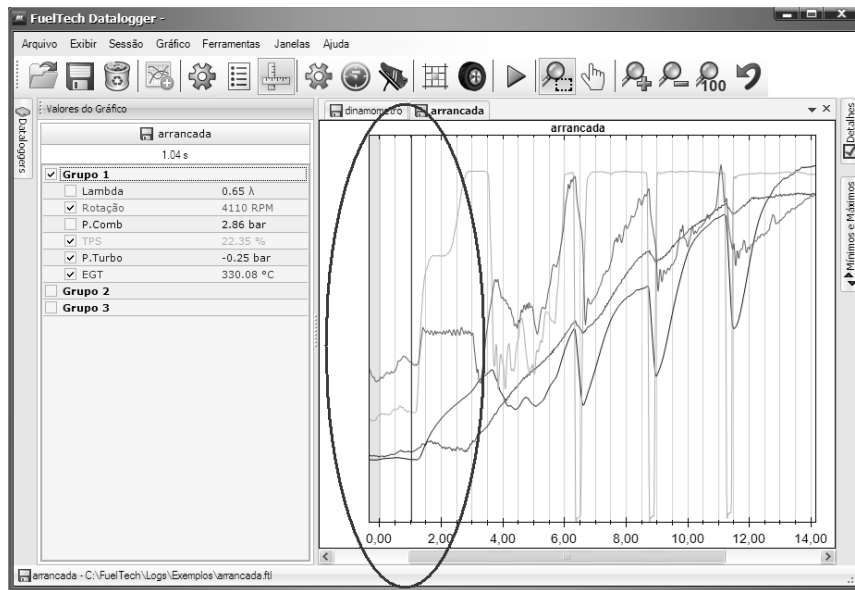 FuelTech Datalogger -
Arquivo Exibir Sessão Gráfico Ferramentas Janelas Ajuda
100
Dataloggers
Valores do Gráfico
arrancada
1.04 s
Grupo 1
Lambda 0.65 λ
Rotação 4110 RPM
P.Comb 2.86 bar
TPS 22.35 %
P.Turbo -0.25 bar
EGT 330.08 °C
Grupo 2
Grupo 3
dinamometro arrancada
arrancada
0,00 2,00 4,00 6,00 8,00 10,00 12,00 14,00
Detalhes
Mínimos e Máximos
arrancada - C:\FuelTech\Logs\Exemplos\arrancada.ftl